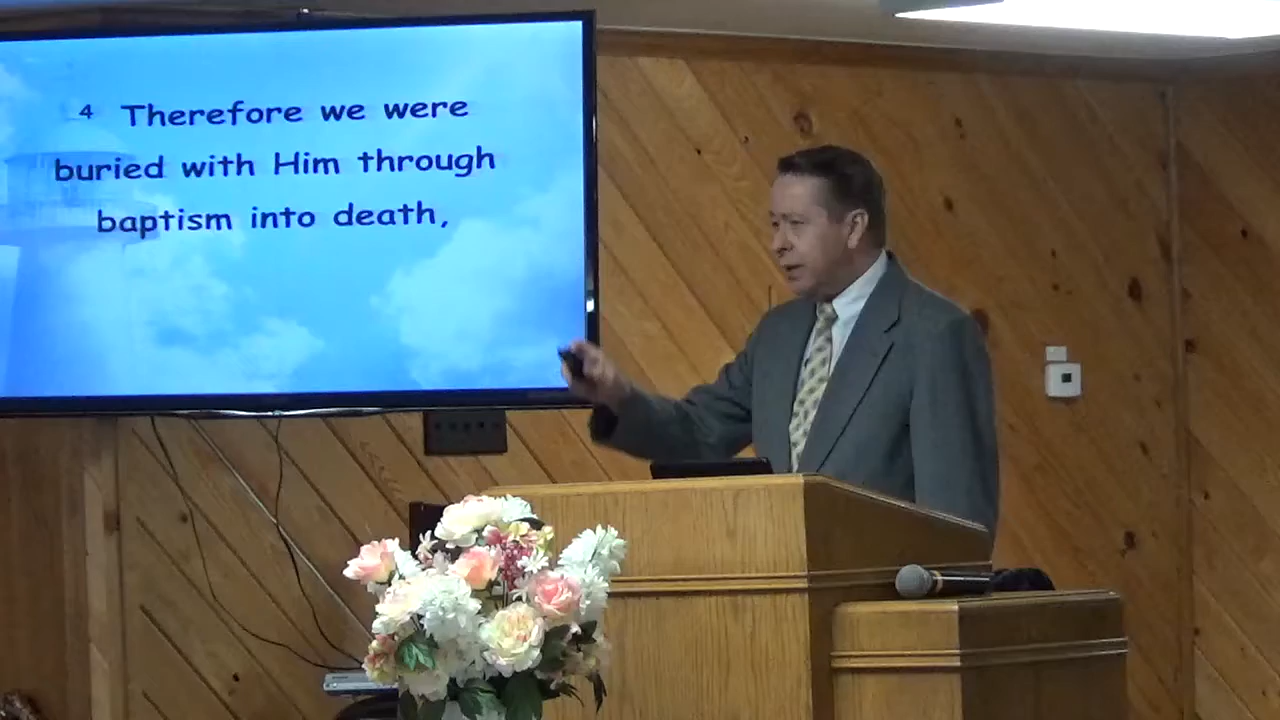 4 Therefore we were
buried with Him through
baptism into death,